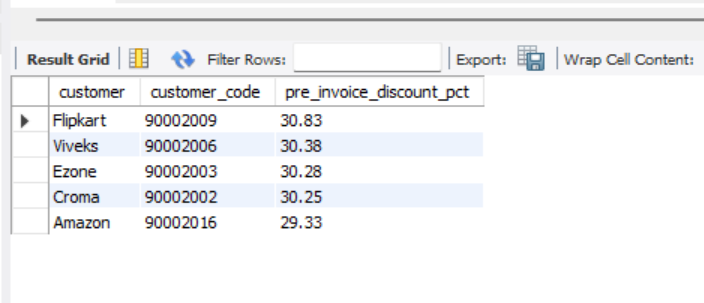 Result Grid Filter Rows: Export: Wrap Cell Content:
customer customer_code pre_invoice_discount_pct
Flipkart 90002009 30.83
Viveks 90002006 30.38
Ezone 90002003 30.28
Croma 90002002 30.25
Amazon 90002016 29.33